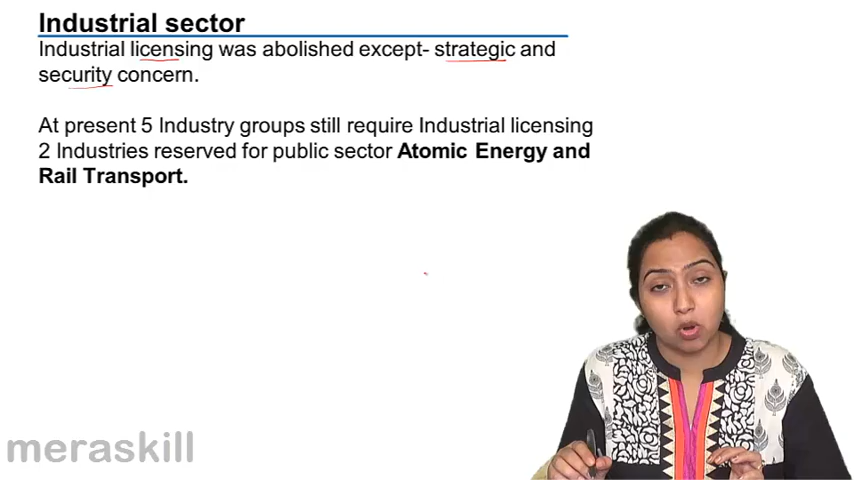 Industrial sector
Industrial licensing was abolished except- strategic and
security concern.
At present 5 Industry groups still require Industrial licensing
2 Industries reserved for public sector Atomic Energy and
Rail Transport.
meraskill